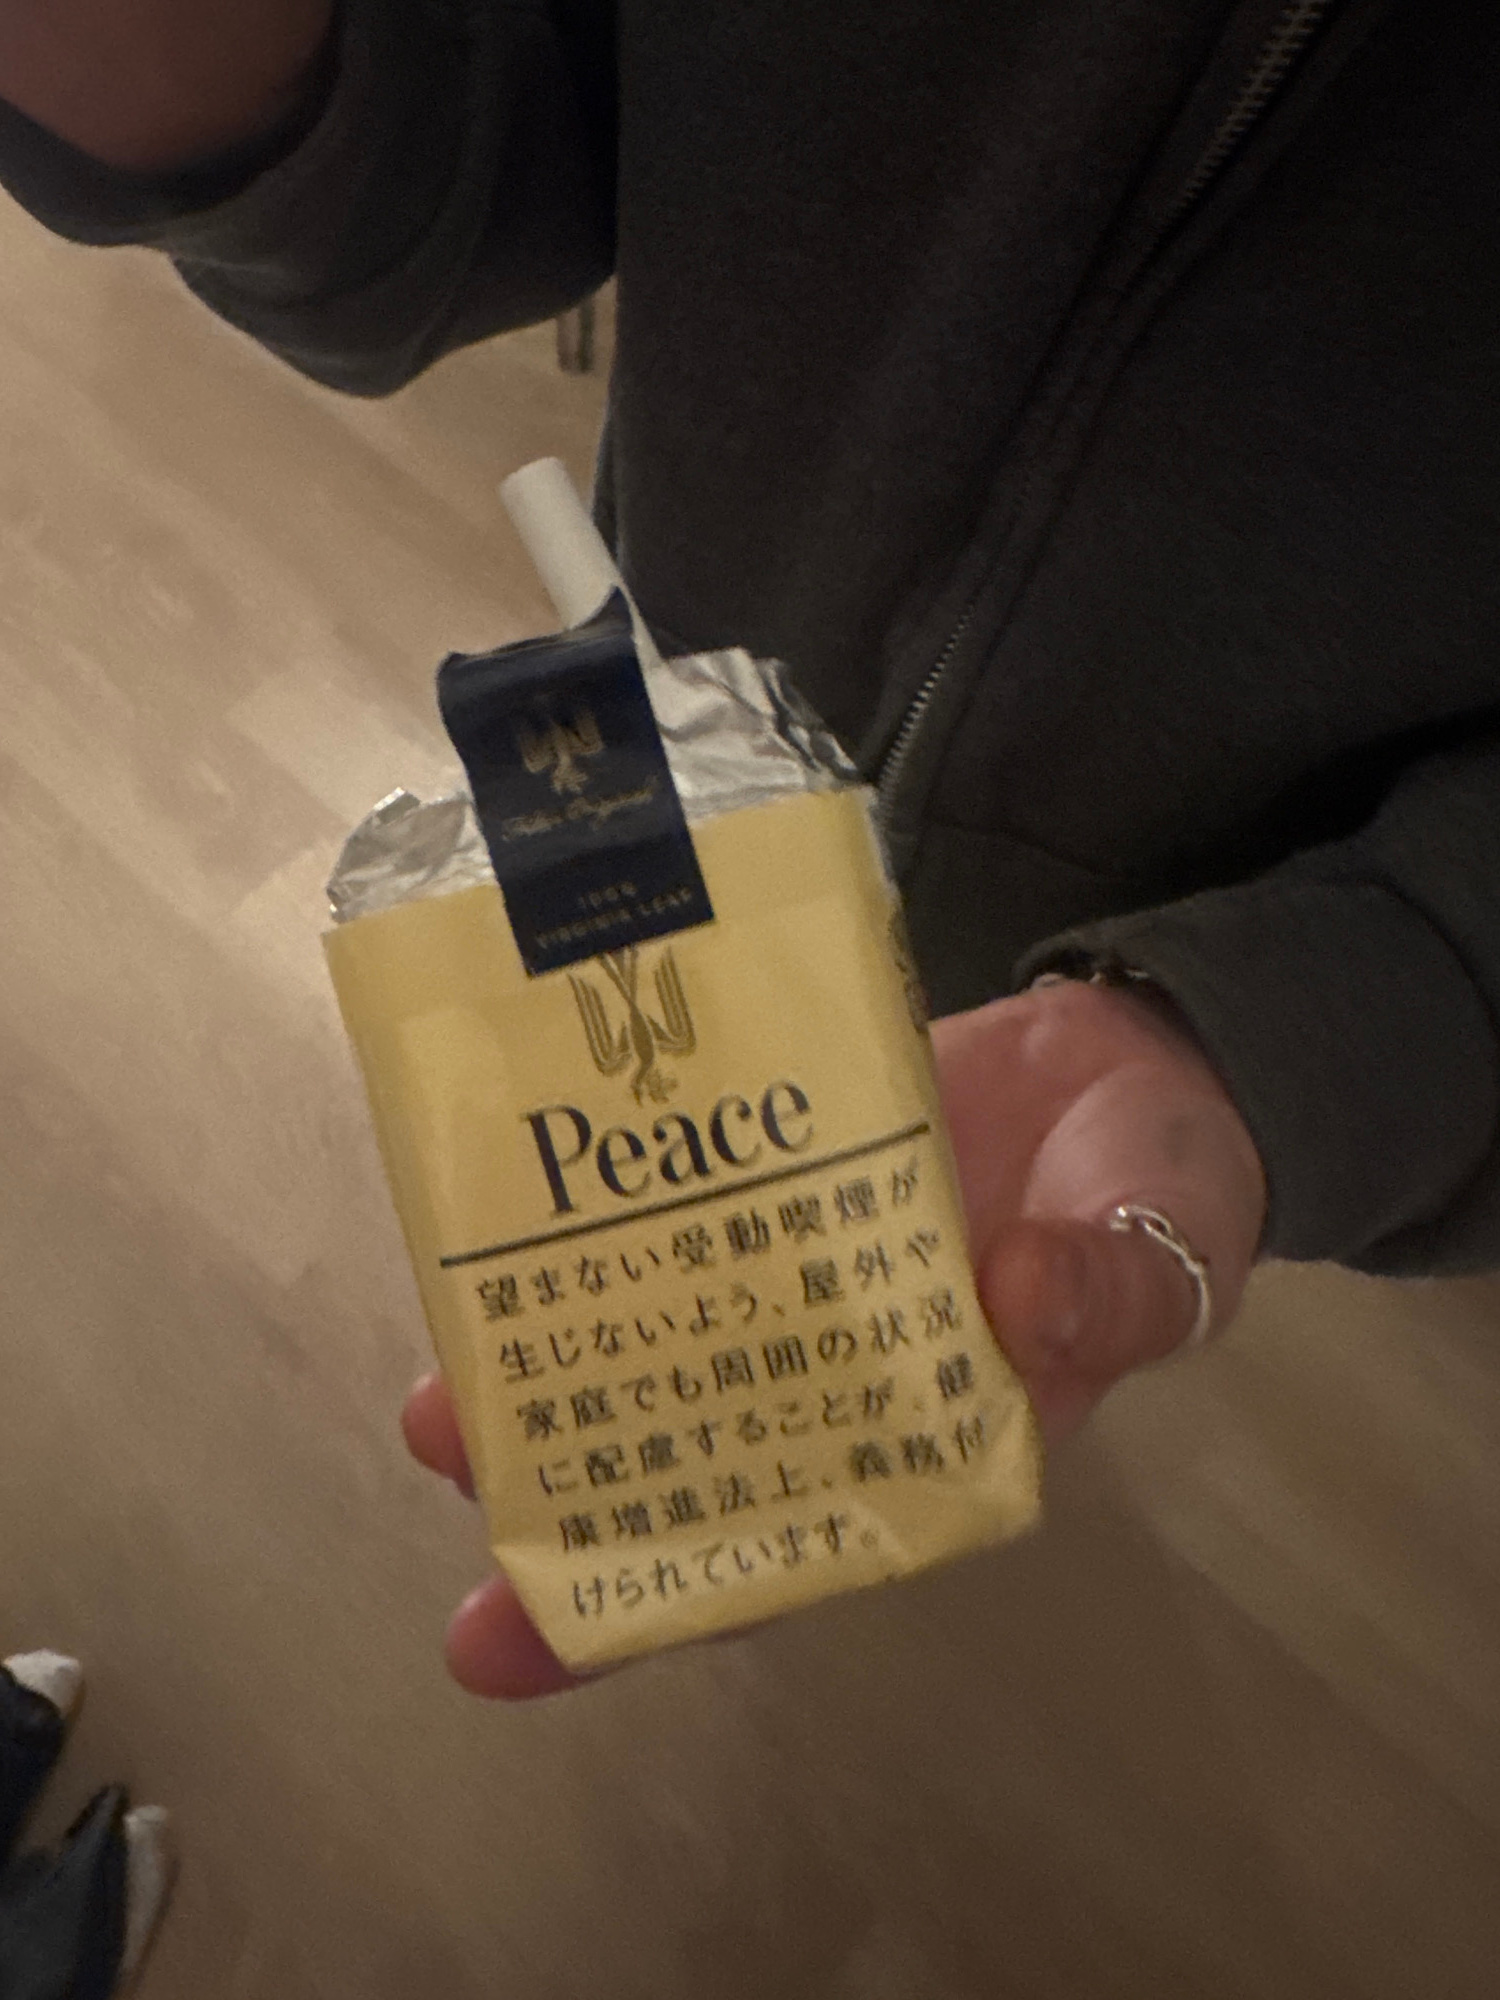 100%
VIRGINIA LEAF
Peace
望まない受動喫煙が
生じないよう、屋外や
家庭でも周囲の状況
に配慮することが、健
康増進法上、義務付
けられています。